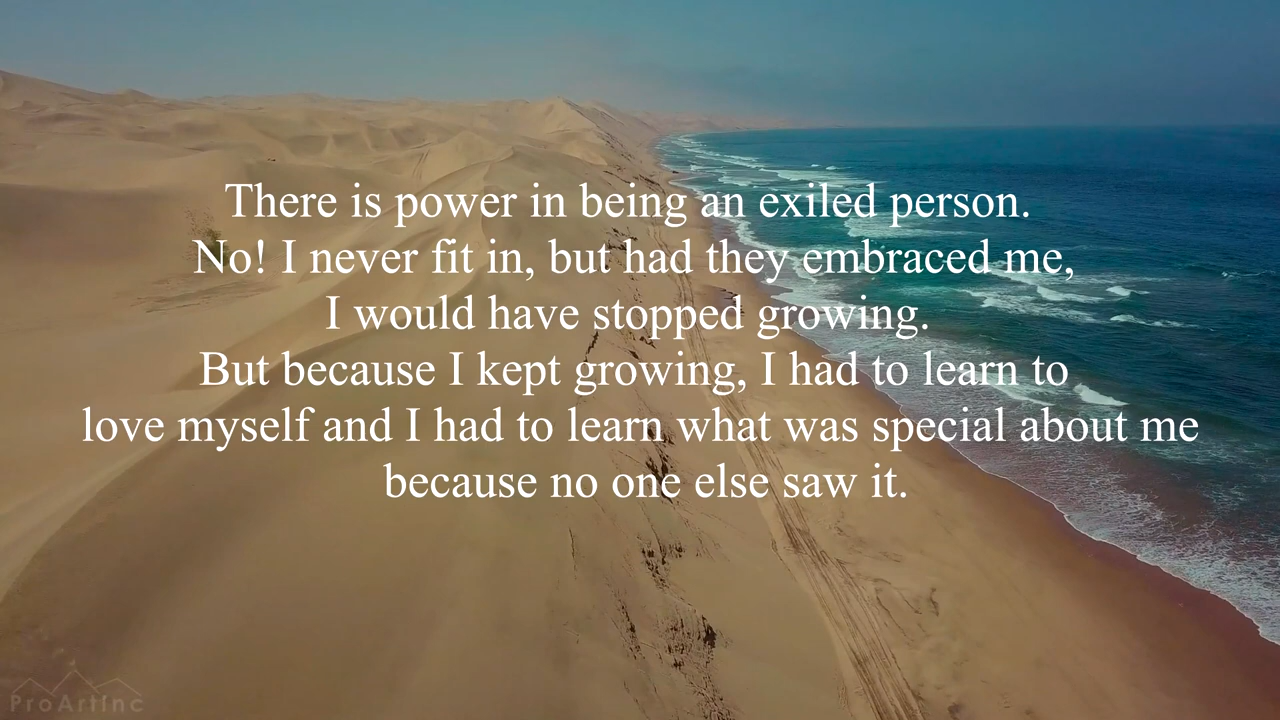 There is power in being an exiled person.
No! I never fit in, but had they embraced me,
I would have stopped growing.
But because I kept growing, I had to learn to
love myself and I had to learn what was special about me
because no one else saw it.
ProArtInc